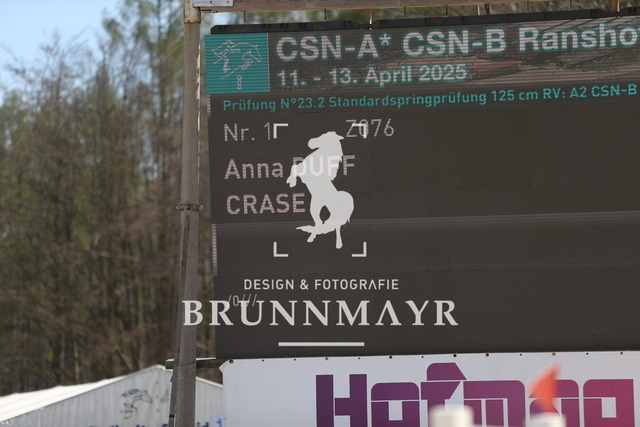 CSN-A* CSN-B Ransho
11. - 13. April 2025
Prüfung N°23.2 Standardspringprüfung 125 cm RV: A2 CSN-B
Nr. 1 Z076
Anna DUFF
CRASE
DESIGN & FOTOGRAFIE
BRUNNMAYR